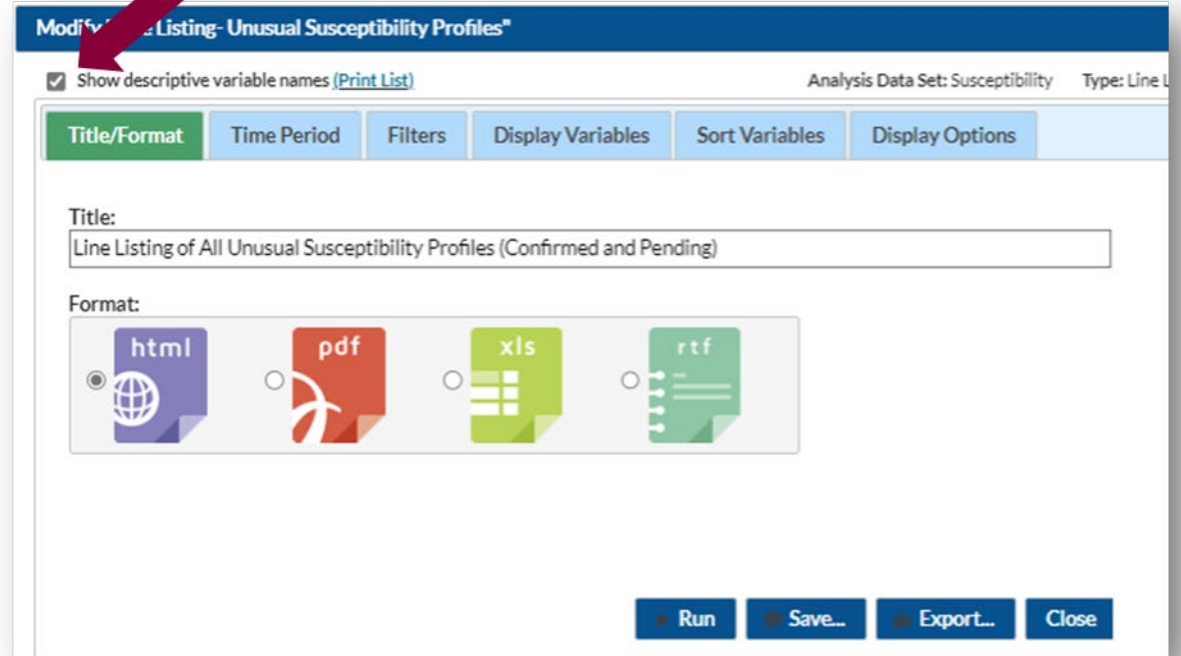 Modify Listing- Unusual Susceptibility Profiles"
Show descriptive variable names (Print List) Analysis Data Set: Susceptibility Type: Line L
Title/Format Time Period Filters Display Variables Sort Variables Display Options
Title:
Line Listing of All Unusual Susceptibility Profiles (Confirmed and Pending)
Format:
html pdf xls rtf
Run Save... Export... Close